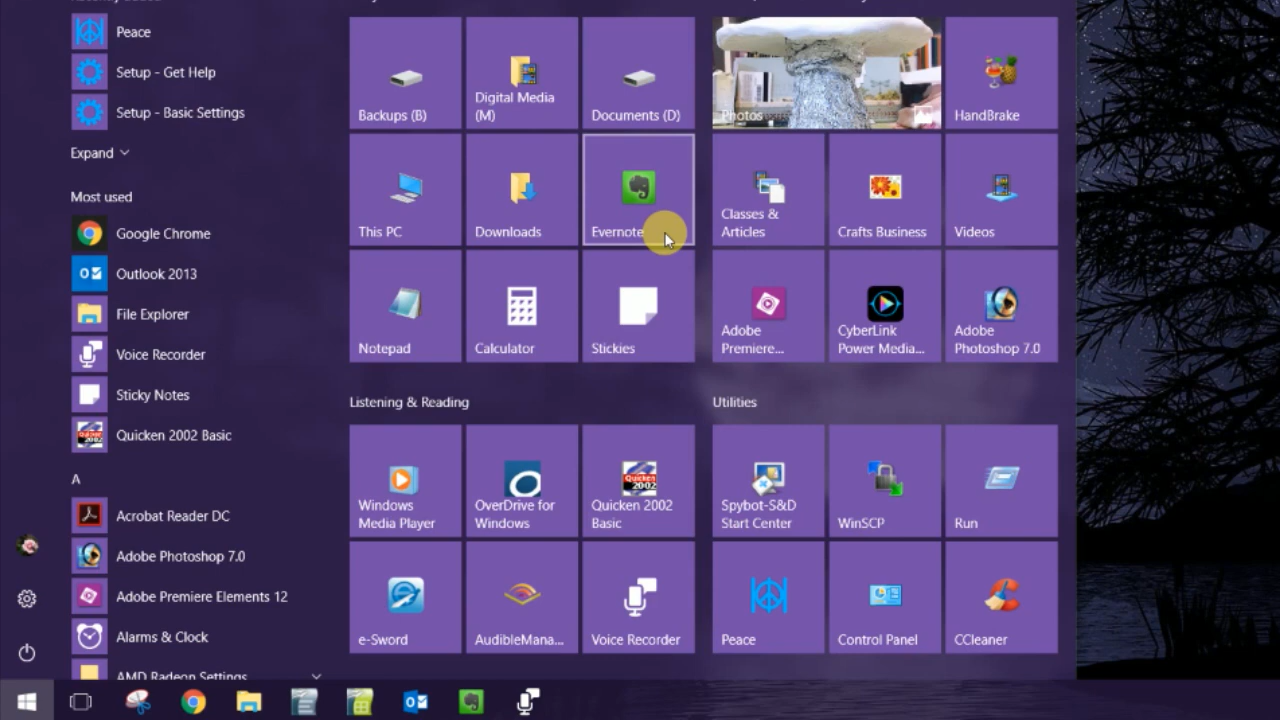 Peace
Setup - Get Help
Setup - Basic Settings
Expand
Most used
Google Chrome
Outlook 2013
File Explorer
Voice Recorder
Sticky Notes
Quicken 2002 Basic
A
Acrobat Reader DC
Adobe Photoshop 7.0
Adobe Premiere Elements 12
Alarms & Clock
AMD Radeon Settings
Backups (B)
Digital Media
(M)
Documents (D)
This PC
Downloads
Evernote
Notepad
Calculator
Stickies
Photos
HandBrake
Classes &
Articles
Crafts Business
Videos
Adobe
Premiere...
CyberLink
Power Media...
Adobe
Photoshop 7.0
Listening & Reading
Windows
Media Player
OverDrive for
Windows
Quicken
2002
Quicken 2002
Basic
e-Sword
AudibleMana...
Voice Recorder
Utilities
Spybot-S&D
Start Center
WinSCP
Run
Peace
Control Panel
CCleaner